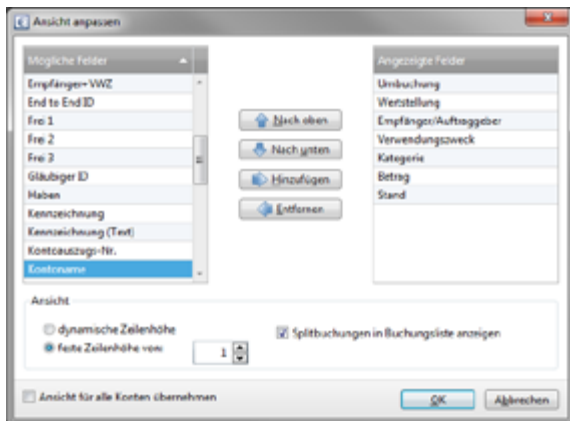 Ansicht anpassen
Mögliche Felder
Empfänger+VWZ
End to End ID
Frei 1
Frei 2
Frei 3
Gläubiger ID
Haben
Kennzeichnung
Kennzeichnung (Text)
Kontoauszugs-Nr.
Kontoname
Nach oben
Nach unten
Hinzufügen
Entfernen
Angezeigte Felder
Umbuchung
Wertstellung
Empfänger/Auftraggeber
Verwendungszweck
Kategorie
Betrag
Stand
Ansicht
dynamische Zeilenhöhe
feste Zeilenhöhe von:
1
Splitbuchungen in Buchungsliste anzeigen
Ansicht für alle Konten übernehmen
OK
Abbrechen